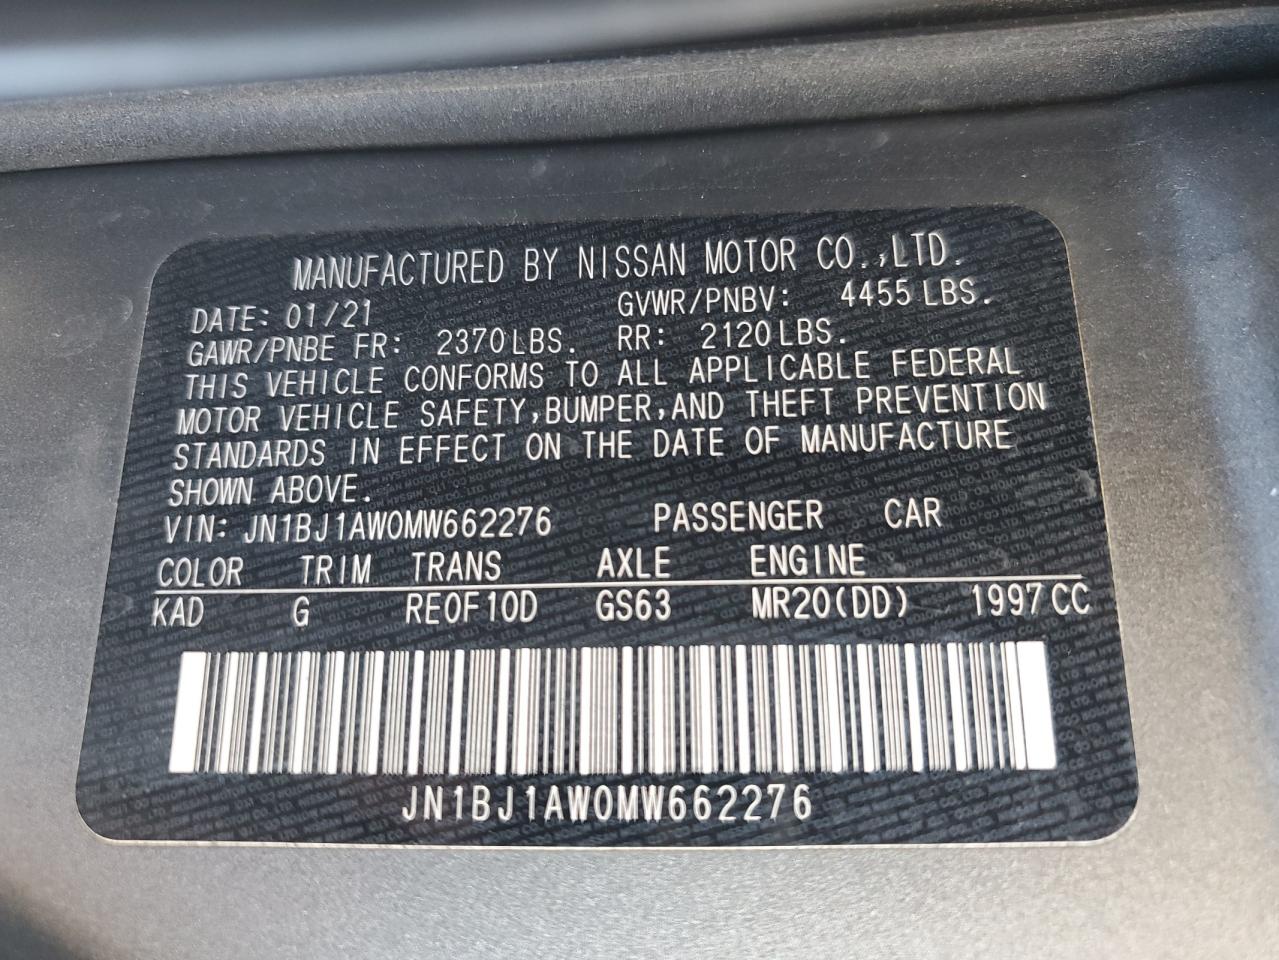 MANUFACTURED BY NISSAN MOTOR CO.,LTD.
DATE: 01/21 GVWR/PNBV: 4455 LBS.
GAWR/PNBE FR: 2370 LBS. RR: 2120 LBS.
THIS VEHICLE CONFORMS TO ALL APPLICABLE FEDERAL
MOTOR VEHICLE SAFETY,BUMPER,AND THEFT PREVENTION
STANDARDS IN EFFECT ON THE DATE OF MANUFACTURE
SHOWN ABOVE.
VIN: JN1BJ1AW0MW662276 PASSENGER CAR
COLOR TRIM TRANS AXLE ENGINE
KAD G RE0F10D GS63 MR20(DD) 1997 CC
JN1BJ1AW0MW662276